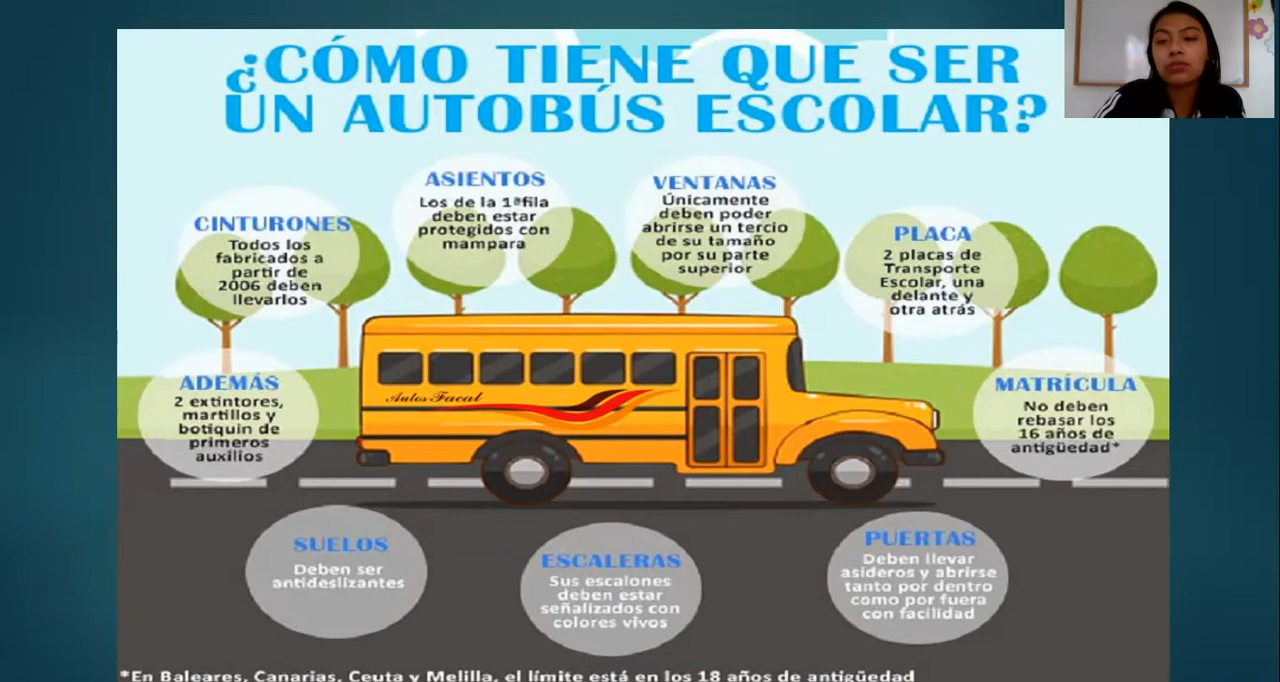 ¿CÓMO TIENE QUE SER
UN AUTOBÚS ESCOLAR?
ASIENTOS
Los de la 1ªfila
deben estar
protegidos con
mampara
VENTANAS
Únicamente
deben poder
abrirse un tercio
de su tamaño
por su parte
superior
CINTURONES
Todos los
fabricados a
partir de
2006 deben
llevarlos
PLACA
2 placas de
Transporte
Escolar, una
delante y
otra atrás
ADEMÁS
2 extintores,
martillos y
botiquin de
primeros
auxilios
Autos Facal
MATRÍCULA
No deben
rebasar los
16 años de
antigüedad*
SUELOS
Deben ser
antideslizantes
ESCALERAS
Sus escalones
deben estar
señalizados con
colores vivos
PUERTAS
Deben llevar
asideros y abrirse
tanto por dentro
como por fuera
con facilidad
*En Baleares, Canarias, Ceuta y Melilla, el límite está en los 18 años de antigüedad